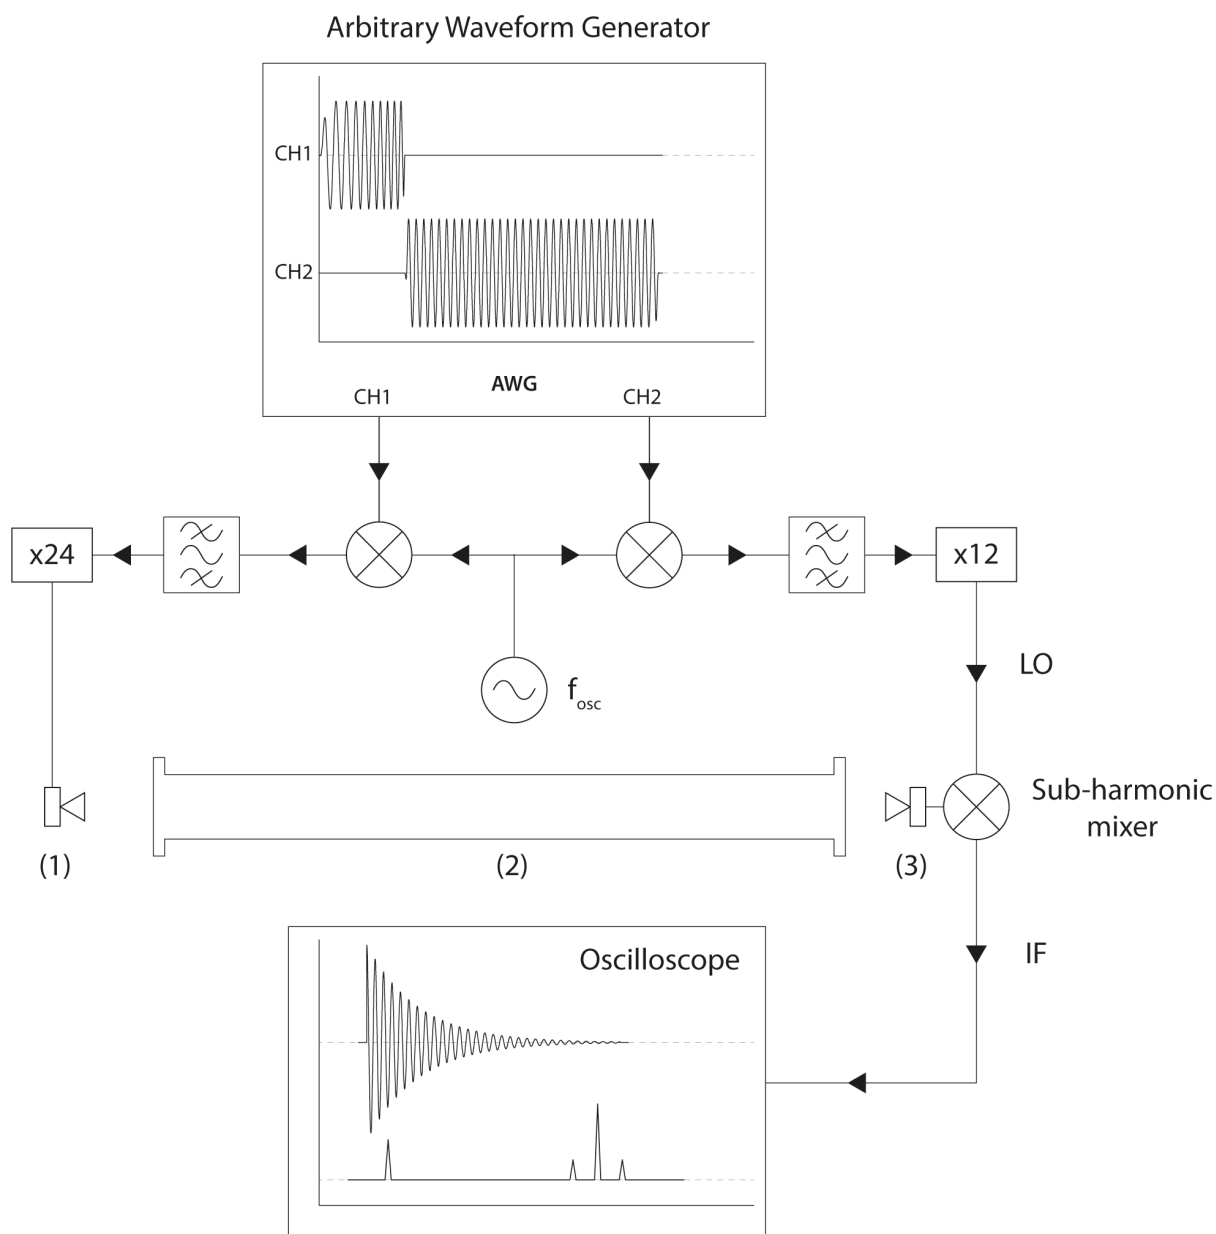 Arbitrary Waveform Generator
CH1
CH2
AWG
CH1
CH2
x24
x12
LO
fosc
Sub-harmonic
mixer
(1)
(2)
(3)
IF
Oscilloscope